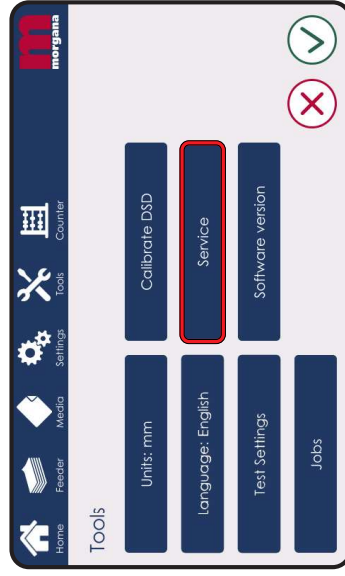 Home Feeder Media Settings Tools Counter morgana
Tools
Units: mm Calibrate DSD
Language: English Service
Test Settings Software version
Jobs